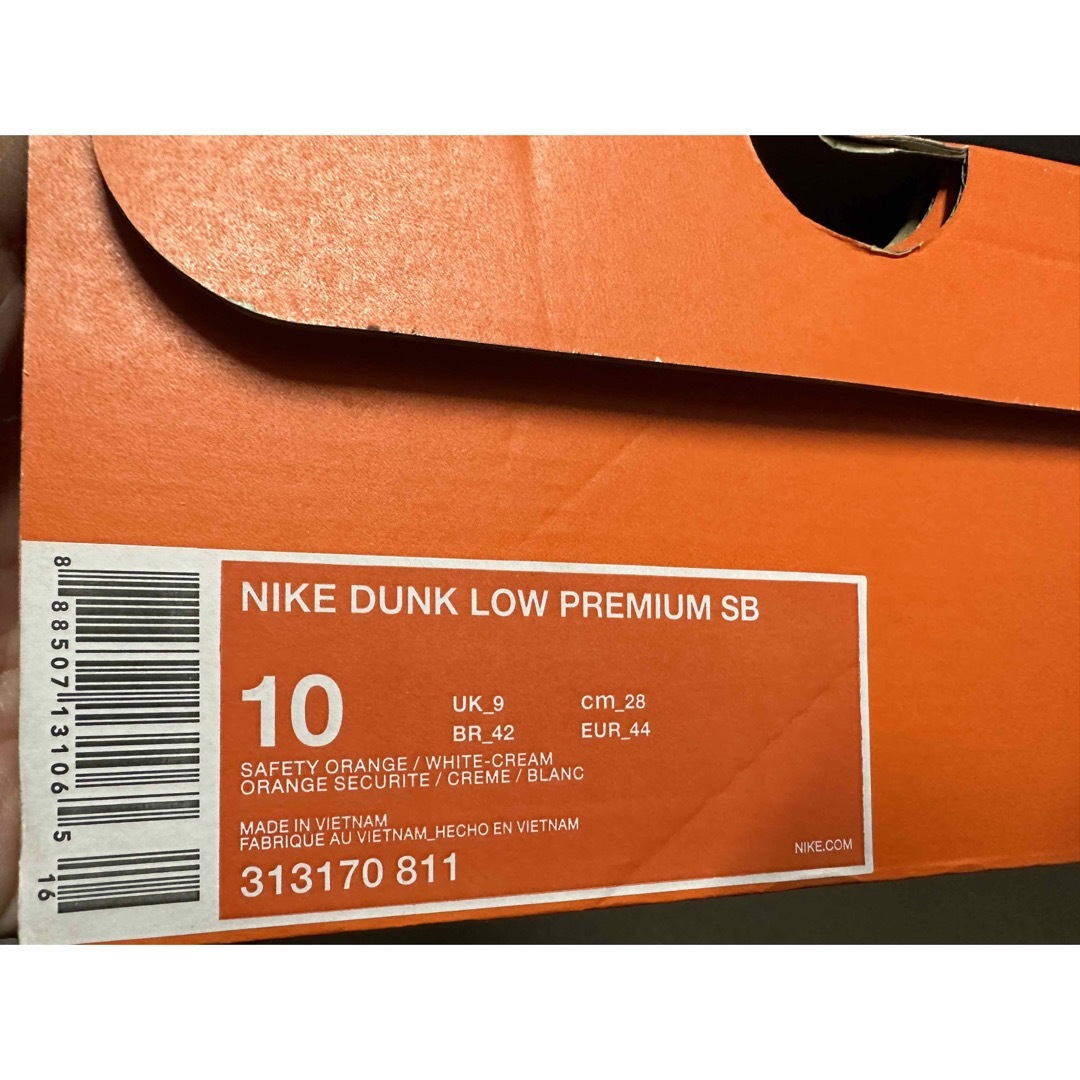 NIKE DUNK LOW PREMIUM SB
10
UK_9 cm_28
BR_42 EUR_44
SAFETY ORANGE / WHITE-CREAM
ORANGE SECURITE / CREME / BLANC
MADE IN VIETNAM
FABRIQUE AU VIETNAM_HECHO EN VIETNAM
313170 811
NIKE.COM
8 88507 13106 5
16